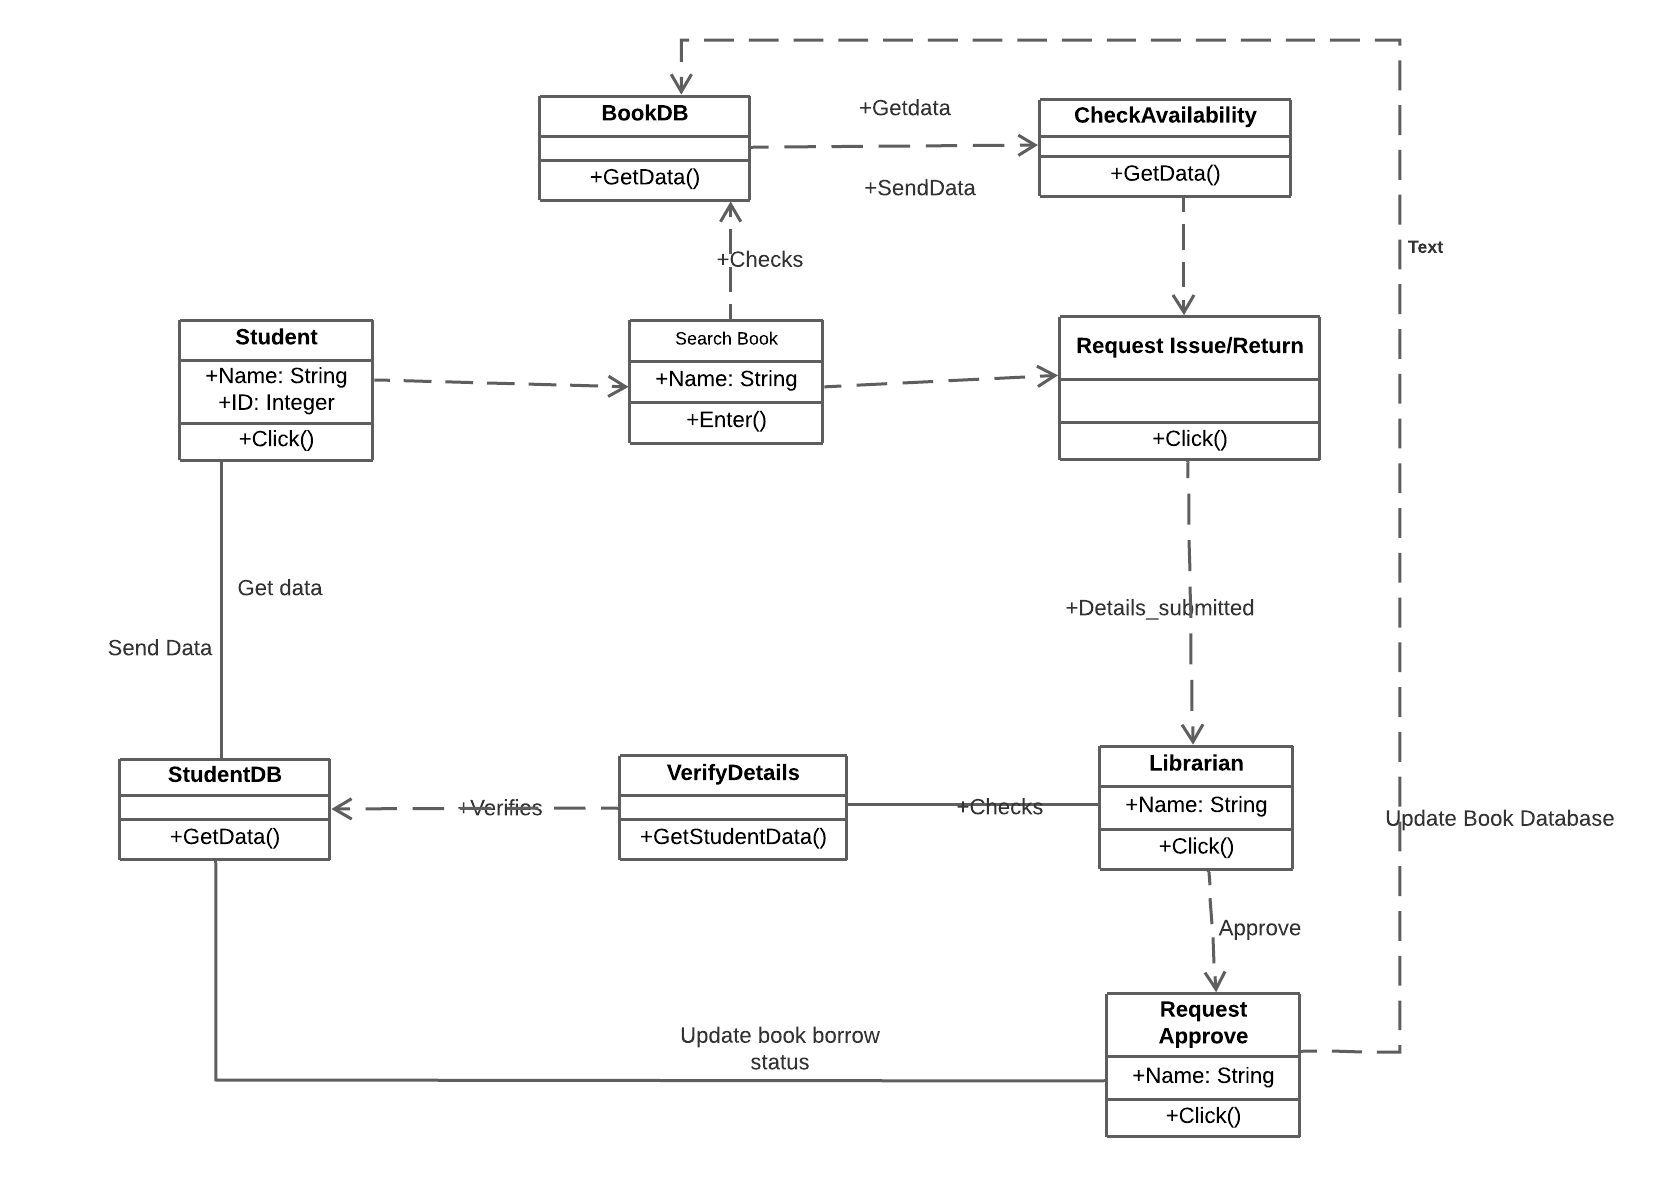 BookDB
+GetData()
+Getdata
+SendData
CheckAvailability
+GetData()
+Checks
Text
Student
+Name: String
+ID: Integer
+Click()
Search Book
+Name: String
+Enter()
Request Issue/Return
+Click()
Get data
Send Data
+Details_submitted
StudentDB
+GetData()
+Verifies
VerifyDetails
+GetStudentData()
+Checks
Librarian
+Name: String
+Click()
Update Book Database
Approve
Request
Approve
+Name: String
+Click()
Update book borrow
status